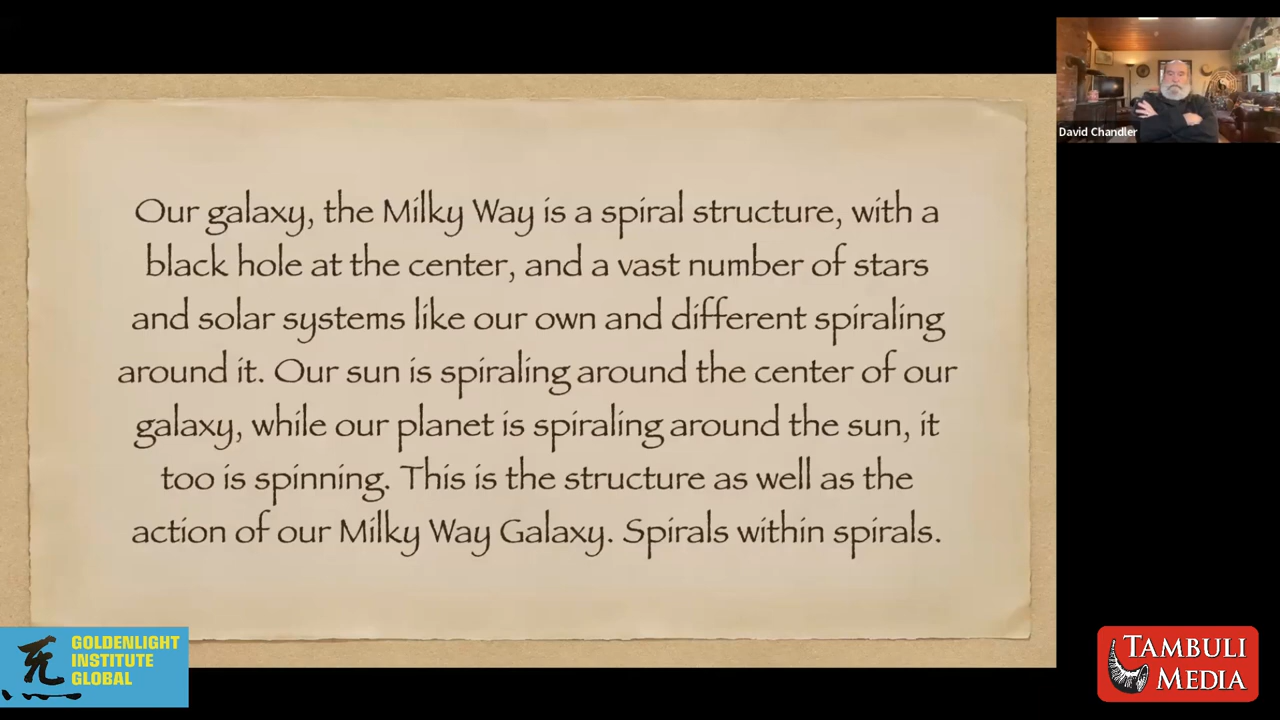 Our galaxy, the Milky Way is a spiral structure, with a
black hole at the center, and a vast number of stars
and solar systems like our own and different spiraling
around it. Our sun is spiraling around the center of our
galaxy, while our planet is spiraling around the sun, it
too is spinning. This is the structure as well as the
action of our Milky Way Galaxy. Spirals within spirals.
David Chandler
GOLDENLIGHT
INSTITUTE
GLOBAL
TAMBULI
MEDIA